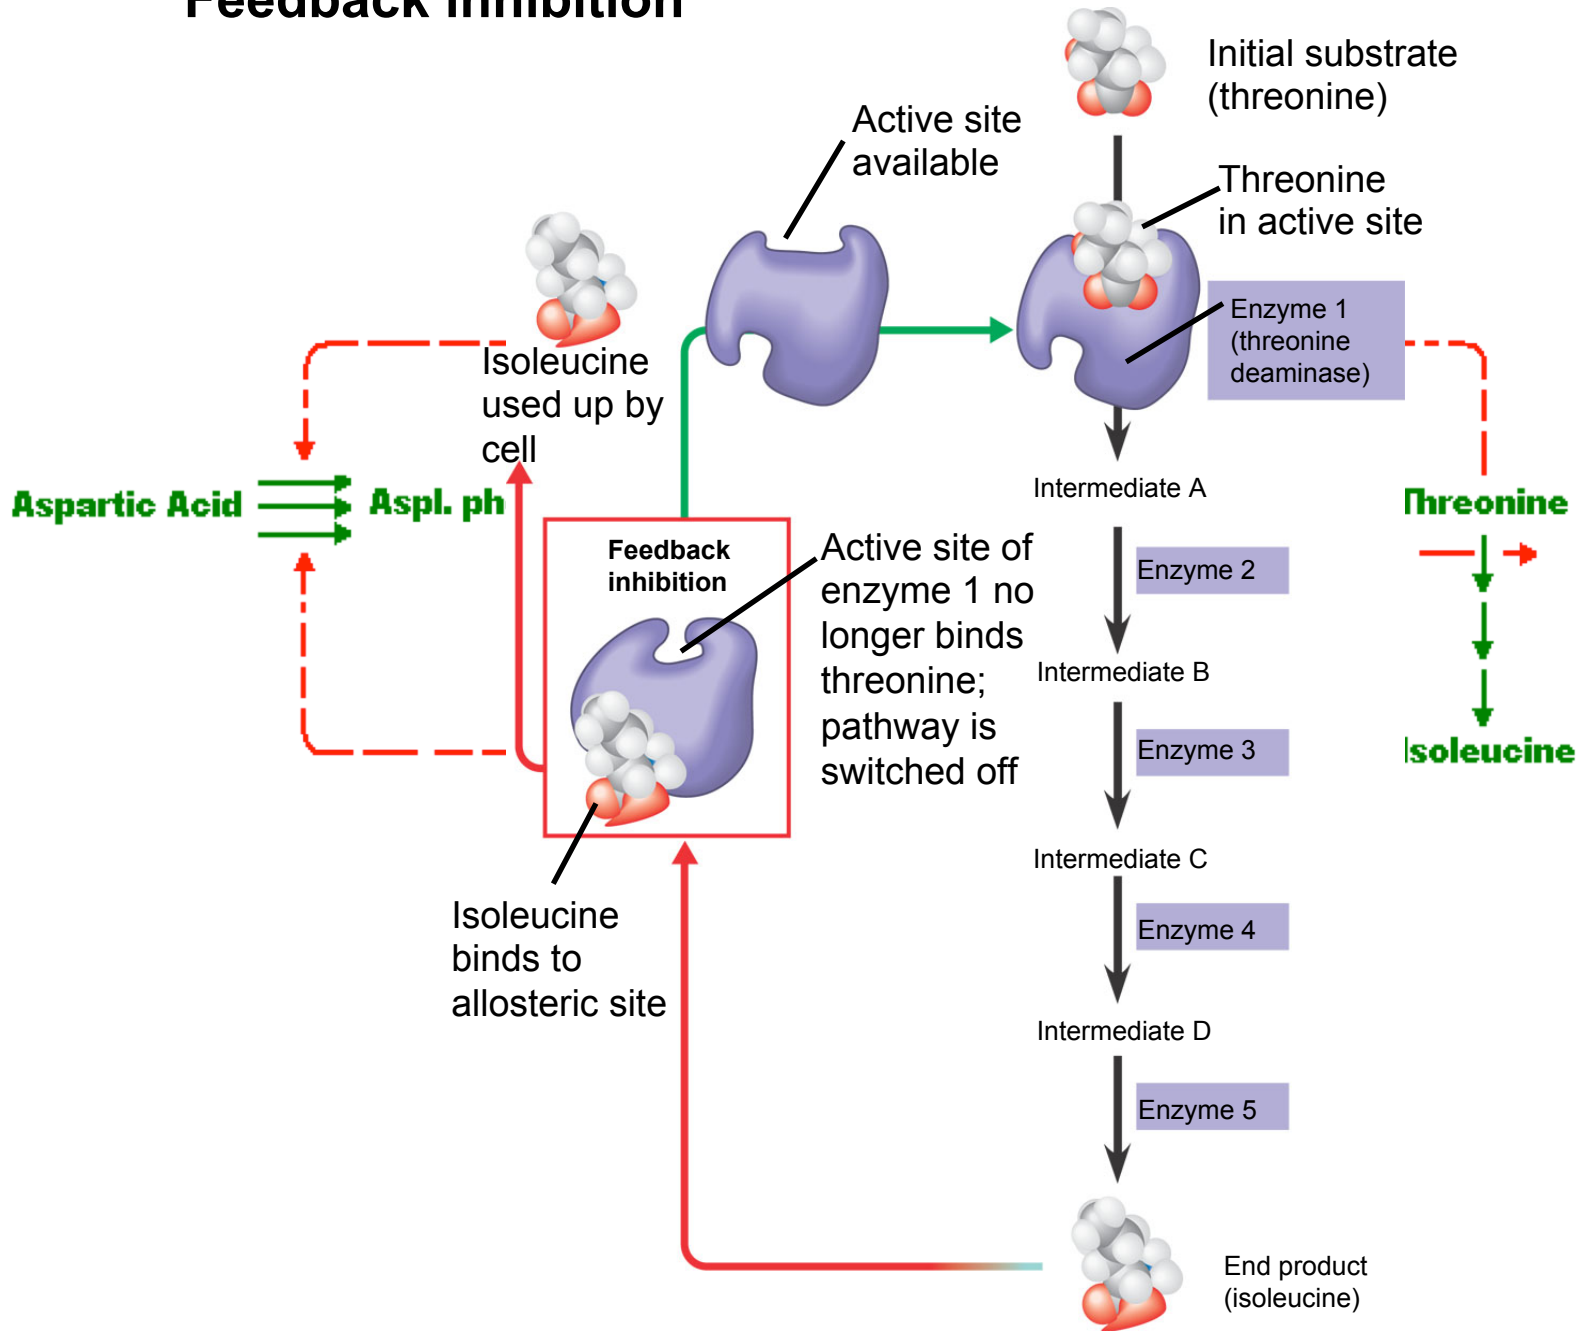 Feedback inhibition
Initial substrate
(threonine)
Active site
available
Threonine
in active site
Enzyme 1
(threonine
deaminase)
Isoleucine
used up by
cell
Aspartic Acid
Aspl. ph
Threonine
Intermediate A
Feedback
inhibition
Active site of
enzyme 1 no
longer binds
threonine;
pathway is
switched off
Enzyme 2
Intermediate B
Enzyme 3
Isoleucine
Intermediate C
Isoleucine
binds to
allosteric site
Enzyme 4
Intermediate D
Enzyme 5
End product
(isoleucine)